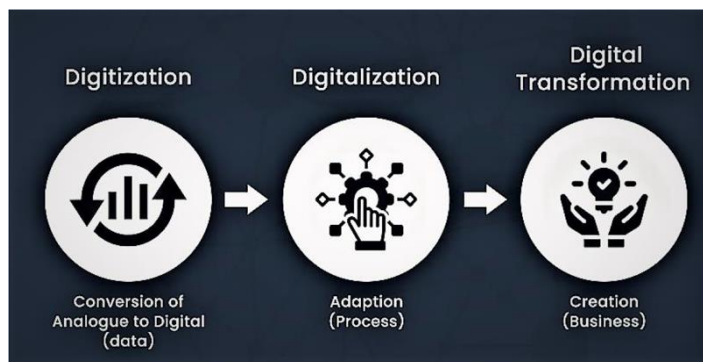 Digitization
Digitalization
Digital
Transformation
Conversion of
Analogue to Digital
(data)
Adaption
(Process)
Creation
(Business)